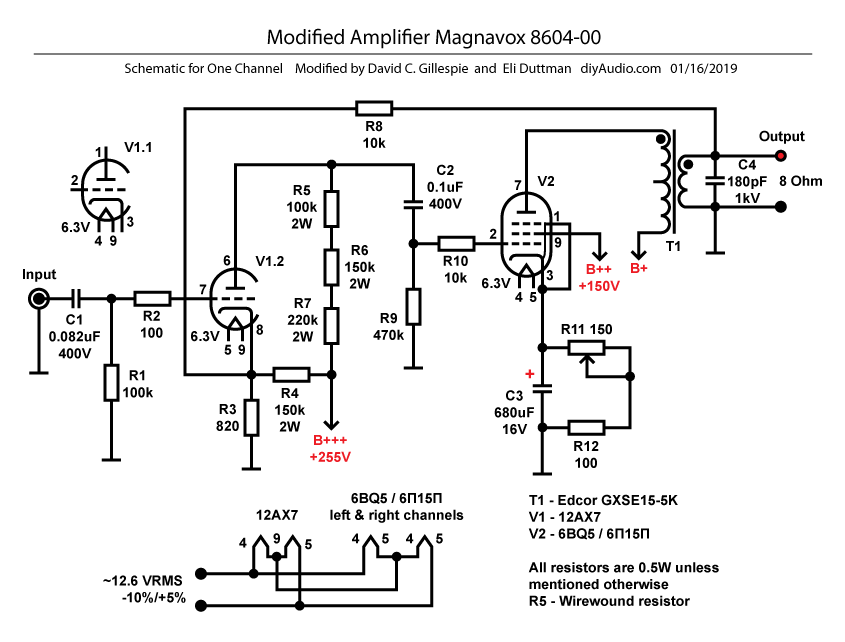 Modified Amplifier Magnavox 8604-00
Schematic for One Channel Modified by David C. Gillespie and Eli Duttman diyAudio.com 01/16/2019
R8
10k
V1.1
1
2
3
6.3V
4 9
Output
C4
180pF
1kV
8 Ohm
T1
B+
V2
7
1
9
2
3
6.3V
4 5
B++
+150V
C2
0.1uF
400V
R10
10k
R9
470k
R5
100k
2W
R6
150k
2W
R7
220k
2W
6
V1.2
7
8
6.3V
5 9
Input
C1
0.082uF
400V
R2
100
R1
100k
R3
820
R4
150k
2W
B+++
+255V
R11 150
+
C3
680uF
16V
R12
100
12AX7
4 9 5
6BQ5 / 6П15П
left & right channels
4 5 4 5
~12.6 VRMS
-10%/+5%
T1 - Edcor GXSE15-5K
V1 - 12AX7
V2 - 6BQ5 / 6П15П
All resistors are 0.5W unless
mentioned otherwise
R5 - Wirewound resistor